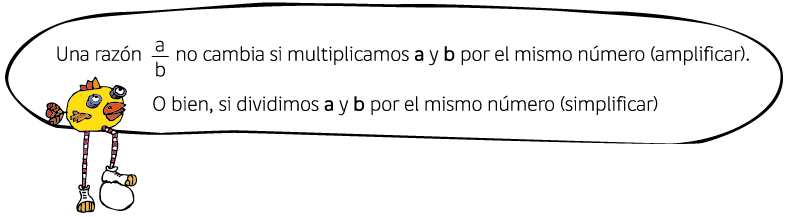 Una razón a/b no cambia si multiplicamos a y b por el mismo número (amplificar).
O bien, si dividimos a y b por el mismo número (simplificar)